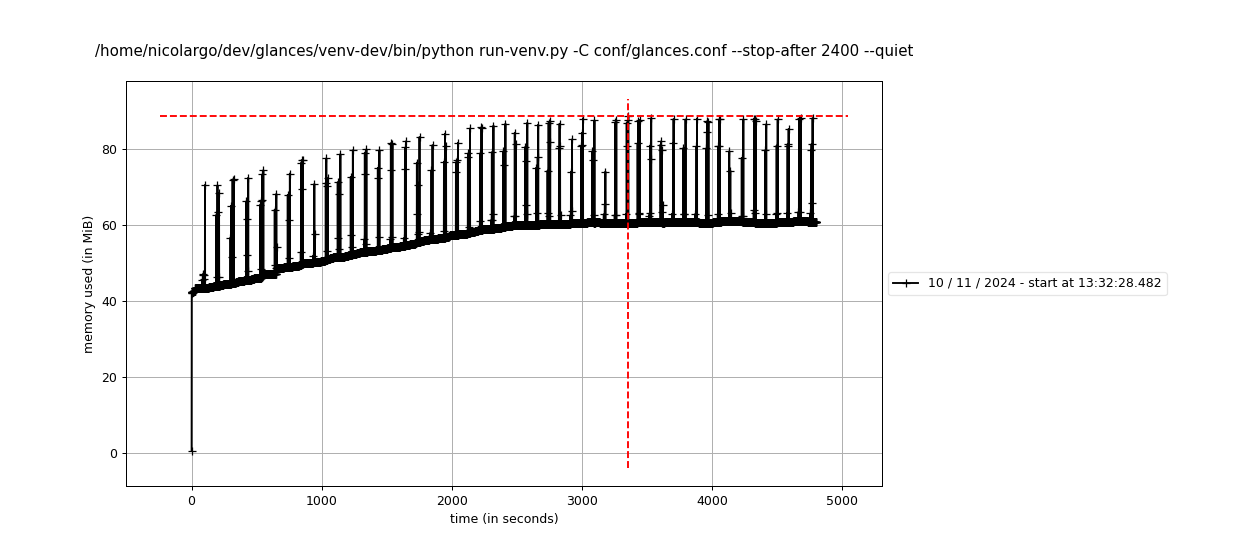 /home/nicolargo/dev/glances/venv-dev/bin/python run-venv.py -C conf/glances.conf --stop-after 2400 --quiet
memory used (in MiB)
80
60
40
20
0
0 1000 2000 3000 4000 5000
time (in seconds)
10 / 11 / 2024 - start at 13:32:28.482